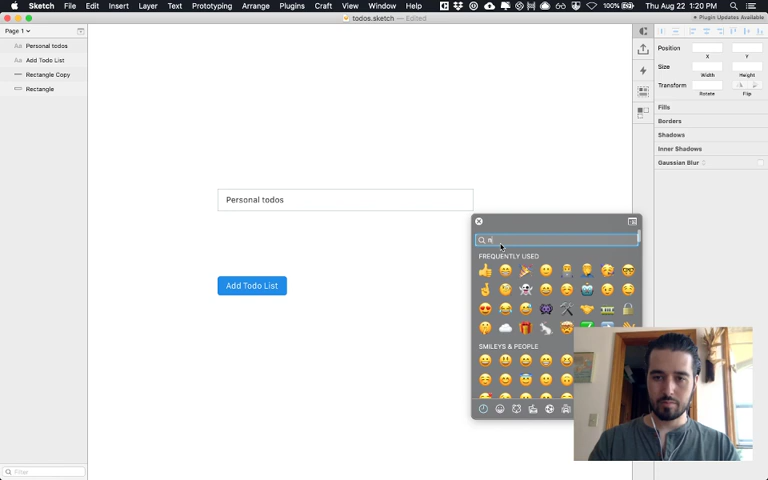 Sketch File Edit Insert Layer Text Prototyping Arrange Plugins Craft View Window Help 100% Thu Aug 22 1:20 PM
todos.sketch — Edited
Plugin Updates Available
Page 1
Personal todos
Add Todo List
Rectangle Copy
Rectangle
Filter
Personal todos
Add Todo List
FREQUENTLY USED
SMILEYS & PEOPLE
Position
X Y
Size
Width Height
Transform
Rotate Flip
Fills
Borders
Shadows
Inner Shadows
Gaussian Blur